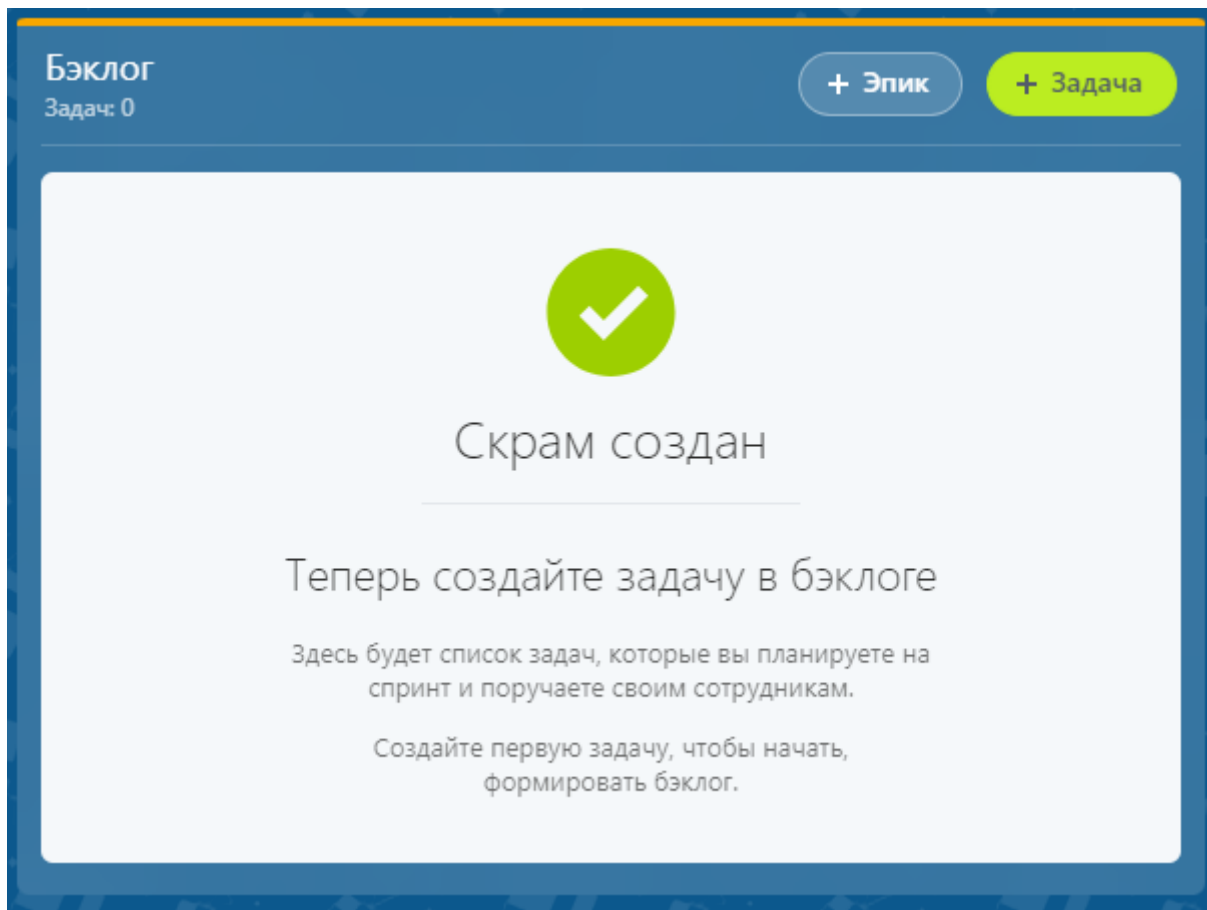 Бэклог
Задач: 0
+ Эпик
+ Задача
Скрам создан
Теперь создайте задачу в бэклоге
Здесь будет список задач, которые вы планируете на
спринт и поручаете своим сотрудникам.
Создайте первую задачу, чтобы начать,
формировать бэклог.